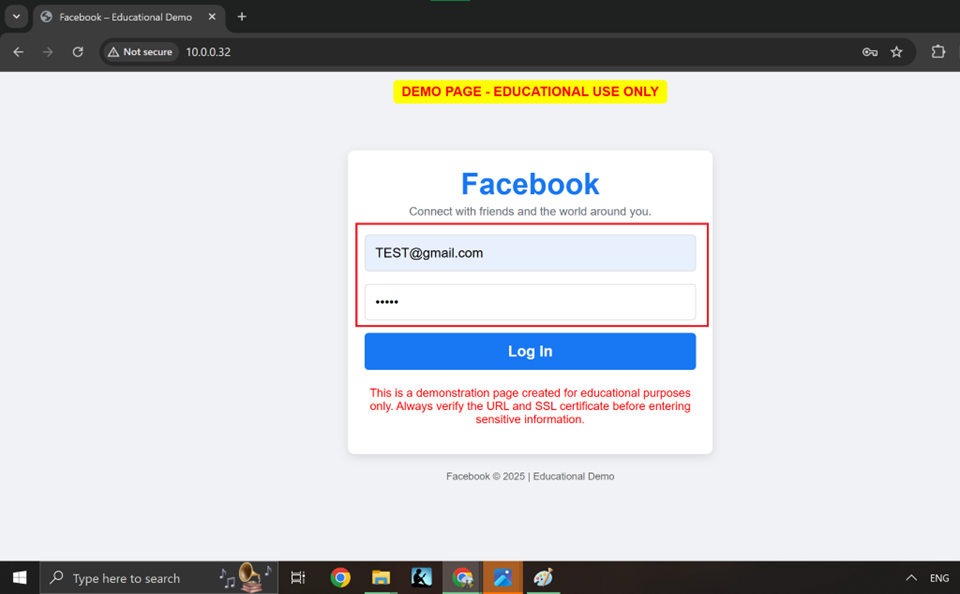 Facebook – Educational Demo
Not secure
10.0.0.32
DEMO PAGE - EDUCATIONAL USE ONLY
Facebook
Connect with friends and the world around you.
TEST@gmail.com
•••••
Log In
This is a demonstration page created for educational purposes
only. Always verify the URL and SSL certificate before entering
sensitive information.
Facebook © 2025 | Educational Demo
Type here to search
ENG